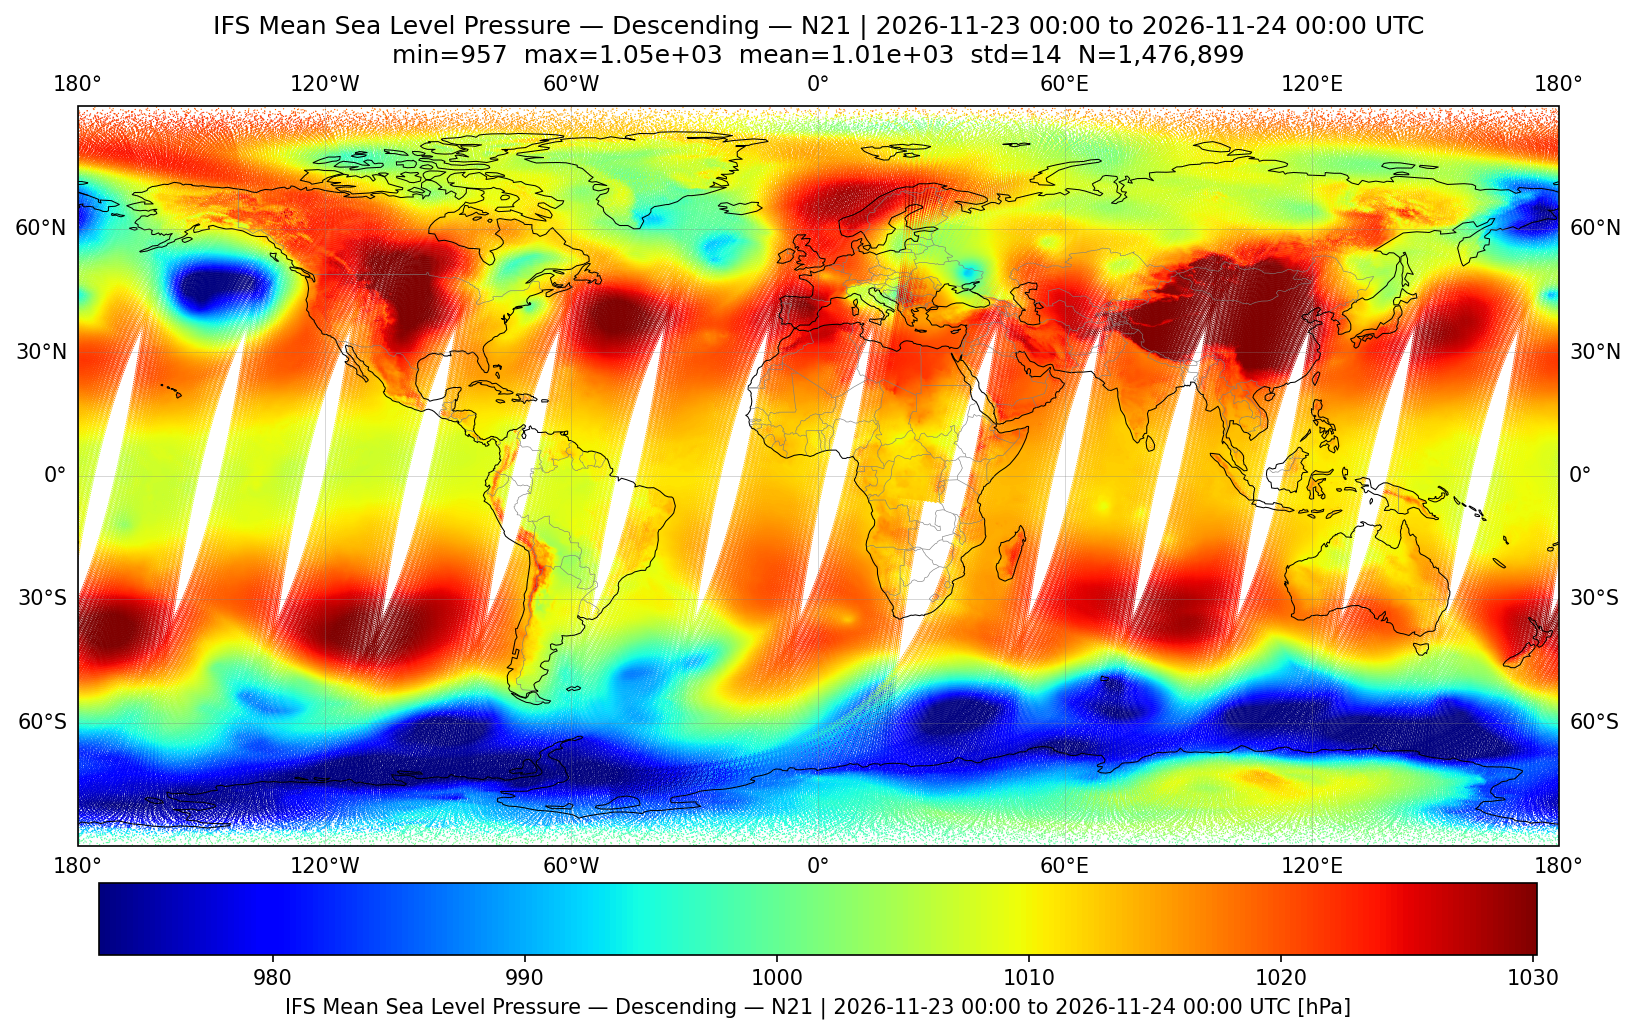 IFS Mean Sea Level Pressure — Descending — N21 | 2026-11-23 00:00 to 2026-11-24 00:00 UTC
min=957  max=1.05e+03  mean=1.01e+03  std=14  N=1,476,899
180° 120°W 60°W 0° 60°E 120°E 180°
60°N 60°N
30°N 30°N
0° 0°
30°S 30°S
60°S 60°S
180° 120°W 60°W 0° 60°E 120°E 180°
980 990 1000 1010 1020 1030
IFS Mean Sea Level Pressure — Descending — N21 | 2026-11-23 00:00 to 2026-11-24 00:00 UTC [hPa]